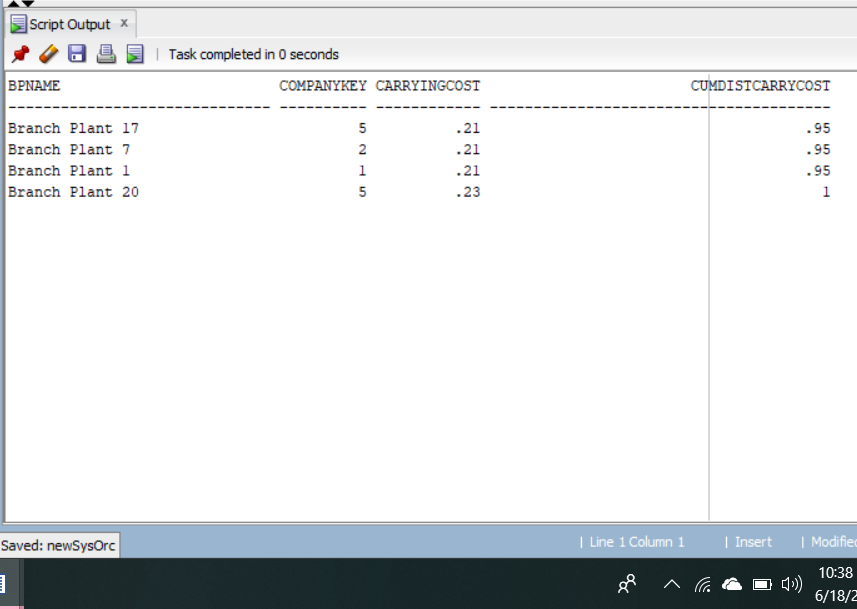 Script Output x
Task completed in 0 seconds
BPNAME COMPANYKEY CARRYINGCOST CUMDISTCARRYCOST
------------------------------ ---------- ------------ ----------------------------------------
Branch Plant 17 5 .21 .95
Branch Plant 7 2 .21 .95
Branch Plant 1 1 .21 .95
Branch Plant 20 5 .23 1
Saved: newSysOrc | Line 1 Column 1 | Insert | Modified
10:38
6/18/2